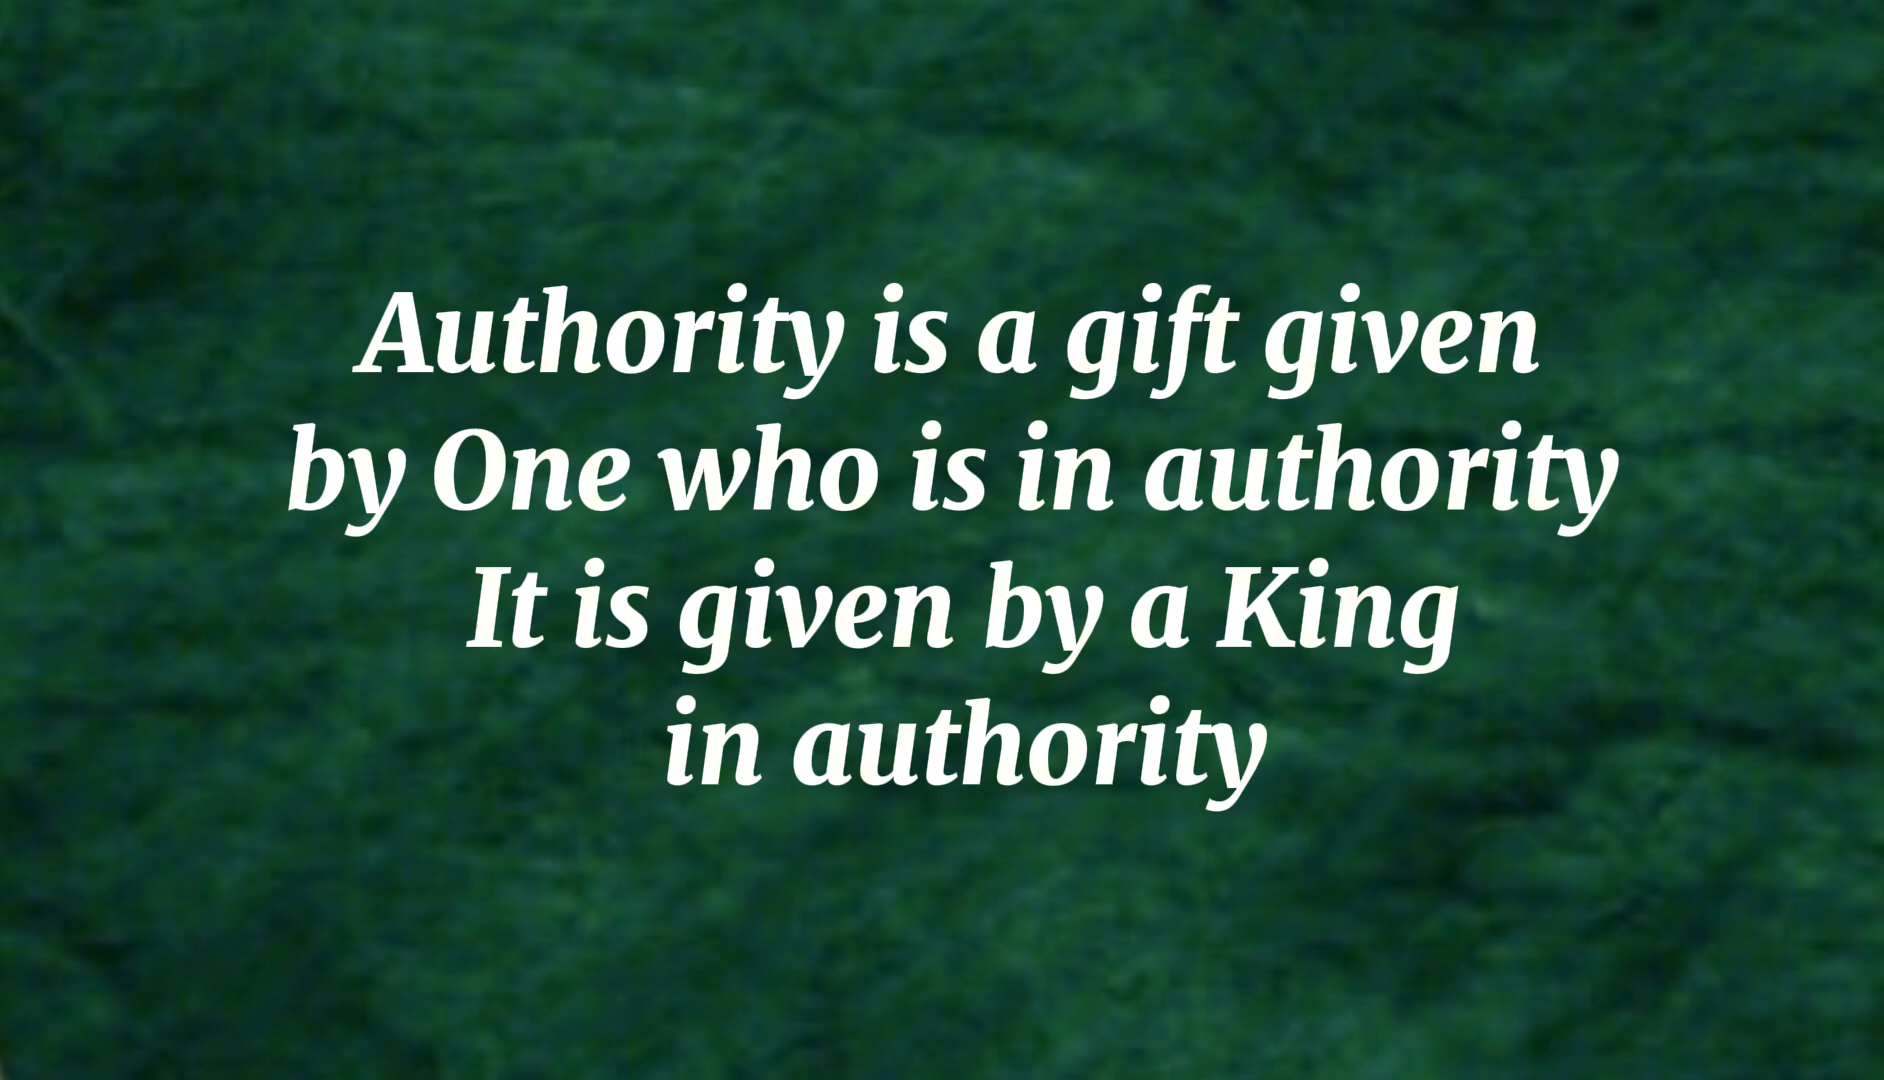 Authority is a gift given
by One who is in authority
It is given by a King
in authority